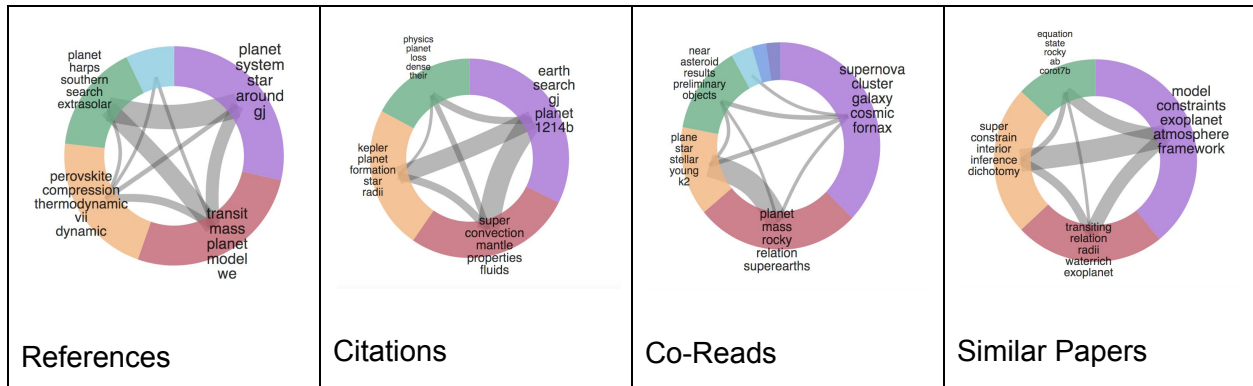 planet
system
star
around
gj
transit
mass
planet
model
we
perovskite
compression
thermodynamic
vii
dynamic
planet
harps
southern
search
extrasolar
References
earth
search
gj
planet
1214b
super
convection
mantle
properties
fluids
kepler
planet
formation
star
radii
physics
planet
loss
dense
their
Citations
supernova
cluster
galaxy
cosmic
fornax
planet
mass
rocky
relation
superearths
plane
star
stellar
young
k2
near
asteroid
results
preliminary
objects
Co-Reads
model
constraints
exoplanet
atmosphere
framework
transiting
relation
radii
waterrich
exoplanet
super
constrain
interior
inference
dichotomy
equation
state
rocky
ab
corot7b
Similar Papers